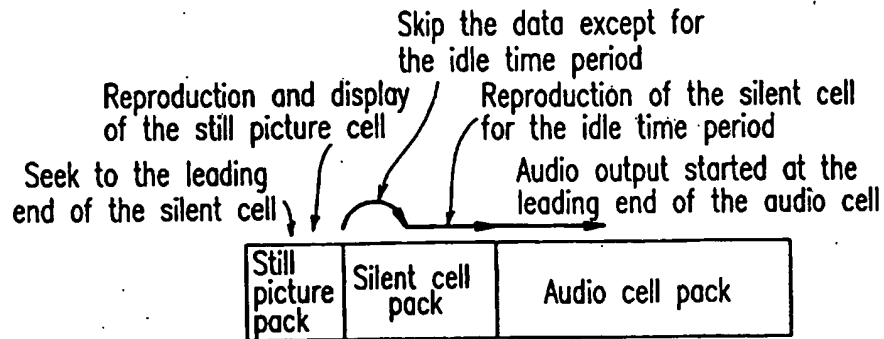 Skip the data except for
the idle time period
Reproduction and display
of the still picture cell
Reproduction of the silent cell
for the idle time period
Seek to the leading
end of the silent cell
Audio output started at the
leading end of the audio cell
Still
picture
pack
Silent cell
pack
Audio cell pack